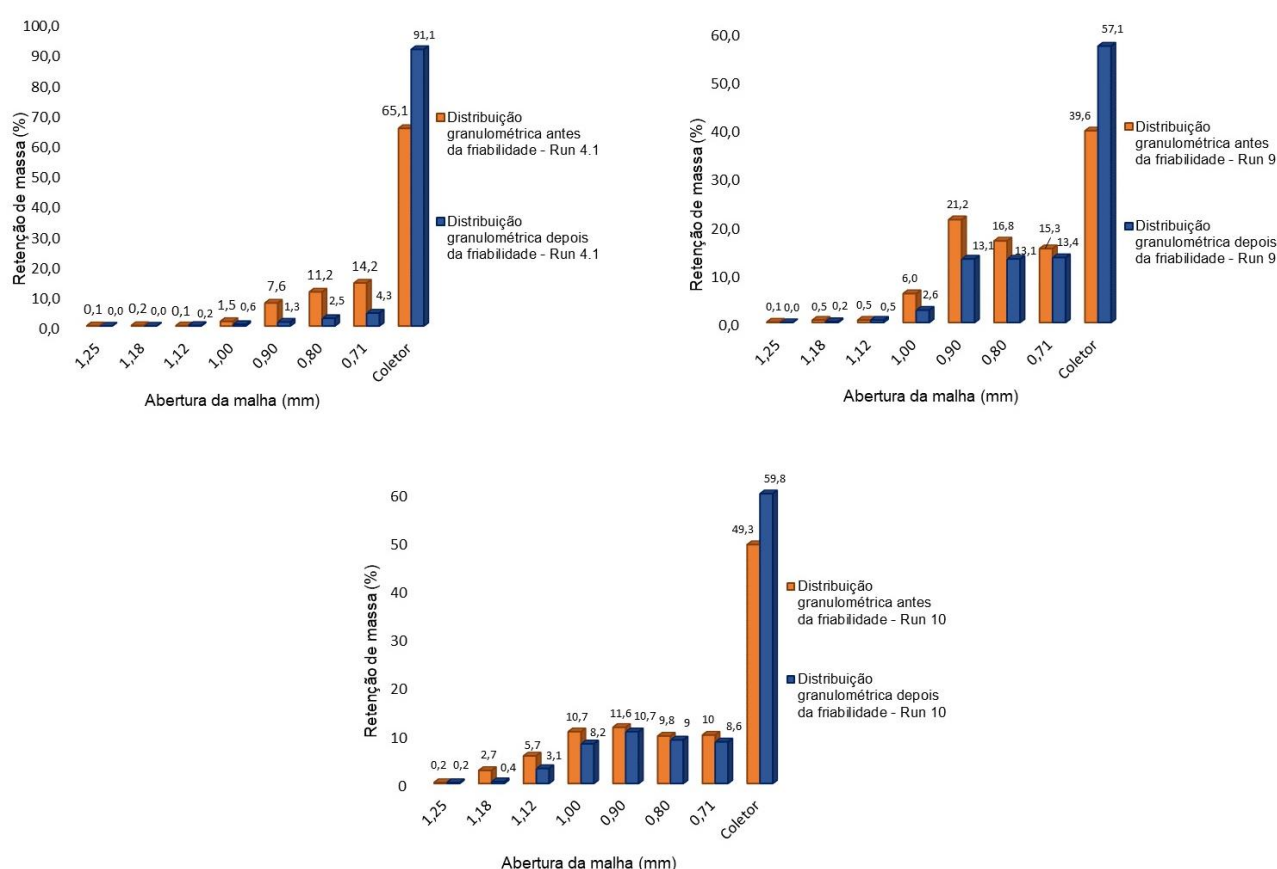 100,0
90,0
80,0
70,0
60,0
50,0
40,0
30,0
20,0
10,0
0,0
Retenção de massa (%)
0,1 0,0 0,2 0,0 0,1 0,2 1,5 0,6 7,6 1,3 11,2 2,5 14,2 4,3 65,1 91,1
1,25 1,18 1,12 1,00 0,90 0,80 0,71 Coletor
Abertura da malha (mm)
Distribuição
granulométrica antes
da friabilidade - Run 4.1
Distribuição
granulométrica depois
da friabilidade - Run 4.1
60,0
50,0
40,0
30,0
20,0
10,0
0,0
Retenção de massa (%)
0,1 0,0 0,5 0,2 0,5 0,5 6,0 2,6 21,2 13,1 16,8 13,1 15,3 13,4 39,6 57,1
1,25 1,18 1,12 1,00 0,90 0,80 0,71 Coletor
Abertura da malha (mm)
Distribuição
granulométrica antes
da friabilidade - Run 9
Distribuição
granulométrica depois
da friabilidade - Run 9
60
50
40
30
20
10
0
Retenção de massa (%)
0,2 0,2 2,7 0,4 5,7 3,1 10,7 8,2 11,6 10,7 9,8 9 10 8,6 49,3 59,8
1,25 1,18 1,12 1,00 0,90 0,80 0,71 Coletor
Abertura da malha (mm)
Distribuição
granulométrica antes
da friabilidade - Run 10
Distribuição
granulométrica depois
da friabilidade - Run 10